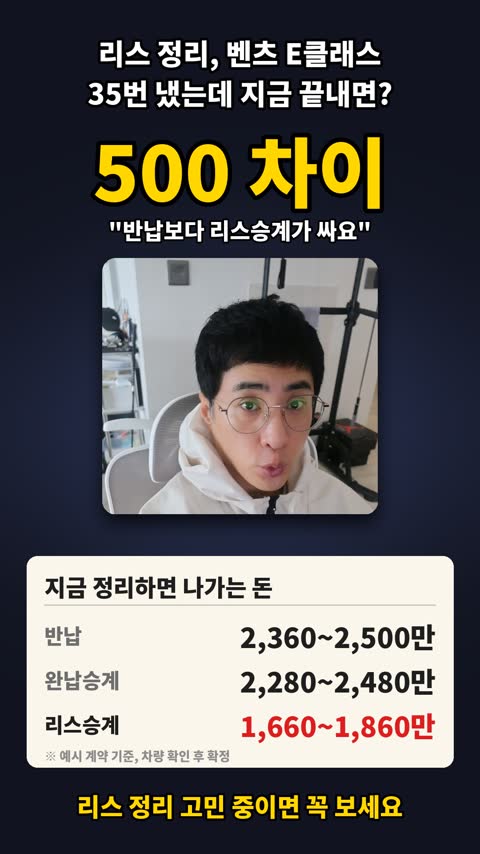 리스 정리, 벤츠 E클래스
35번 냈는데 지금 끝내면?
500 차이
"반납보다 리스승계가 싸요"
지금 정리하면 나가는 돈
반납 2,360~2,500만
완납승계 2,280~2,480만
리스승계 1,660~1,860만
※ 예시 계약 기준, 차량 확인 후 확정
리스 정리 고민 중이면 꼭 보세요